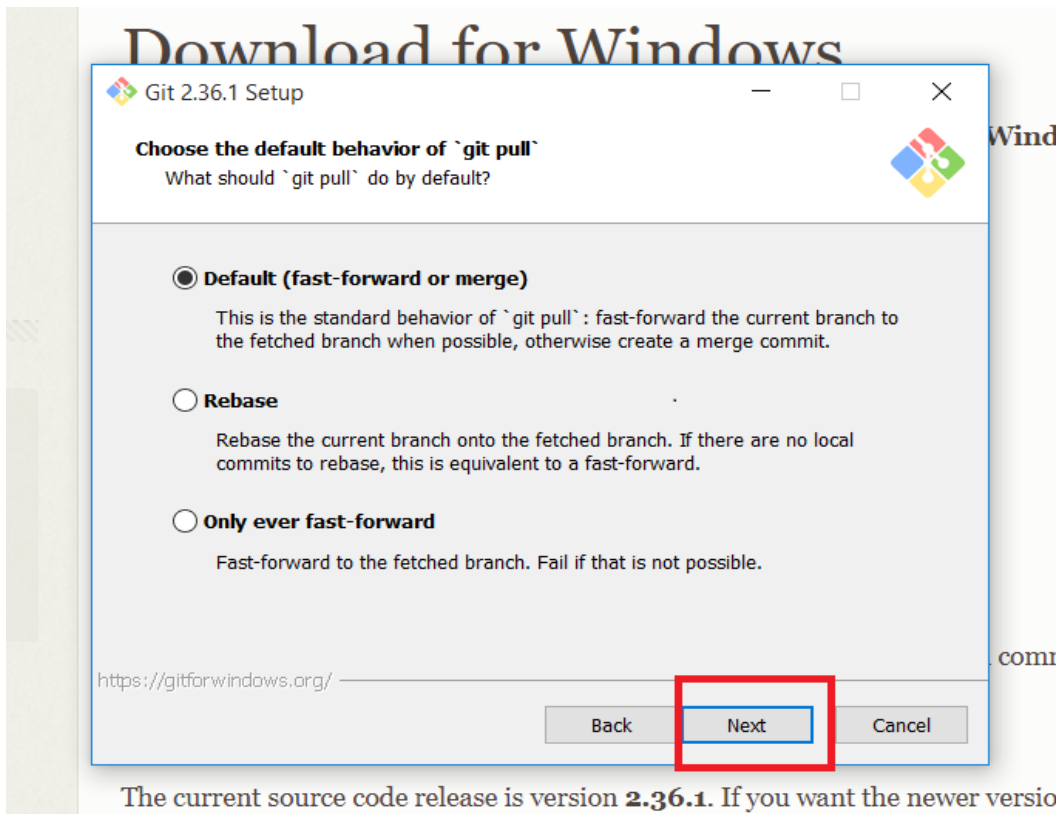 Download for Windows
Git 2.36.1 Setup
Choose the default behavior of `git pull`
What should `git pull` do by default?
Default (fast-forward or merge)
This is the standard behavior of `git pull`: fast-forward the current branch to
the fetched branch when possible, otherwise create a merge commit.
Rebase
Rebase the current branch onto the fetched branch. If there are no local
commits to rebase, this is equivalent to a fast-forward.
Only ever fast-forward
Fast-forward to the fetched branch. Fail if that is not possible.
https://gitforwindows.org/
Back
Next
Cancel
The current source code release is version 2.36.1. If you want the newer